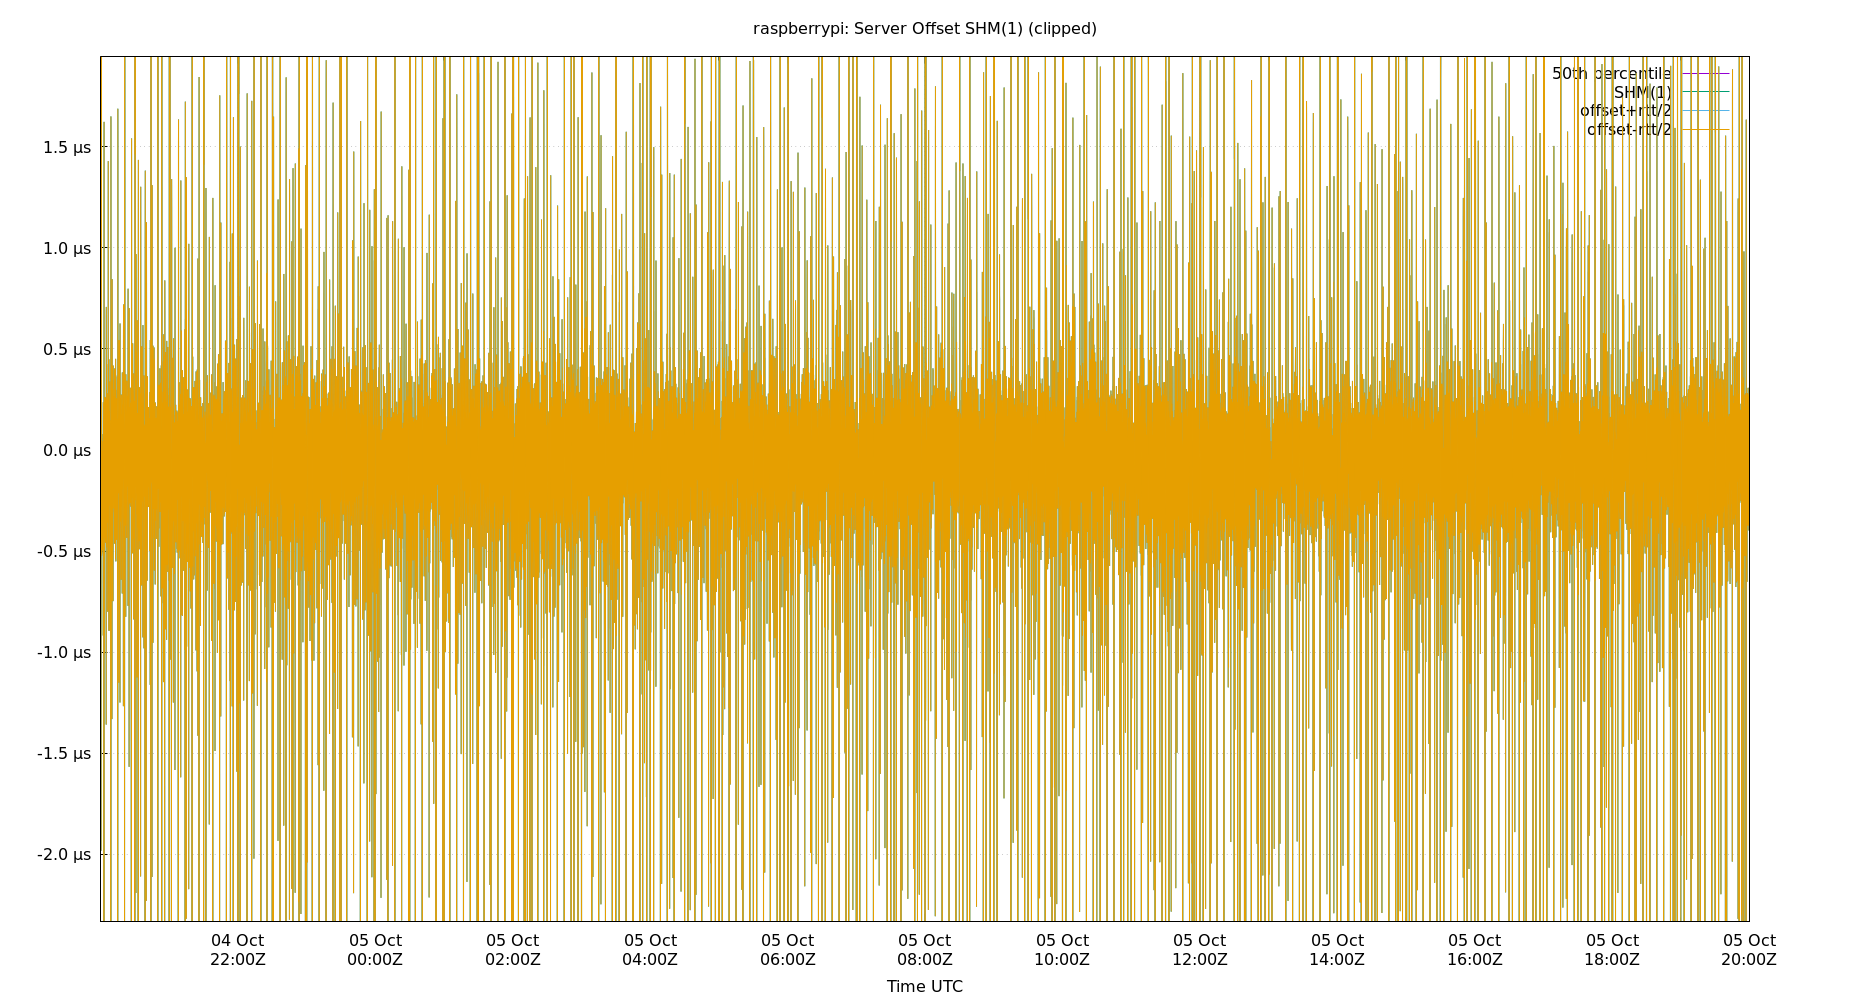 raspberrypi: Server Offset SHM(1) (clipped)
50th percentile
SHM(1)
offset+rtt/2
offset-rtt/2
1.5 µs
1.0 µs
0.5 µs
0.0 µs
-0.5 µs
-1.0 µs
-1.5 µs
-2.0 µs
04 Oct 05 Oct 05 Oct 05 Oct 05 Oct 05 Oct 05 Oct 05 Oct 05 Oct 05 Oct 05 Oct 05 Oct
22:00Z 00:00Z 02:00Z 04:00Z 06:00Z 08:00Z 10:00Z 12:00Z 14:00Z 16:00Z 18:00Z 20:00Z
Time UTC